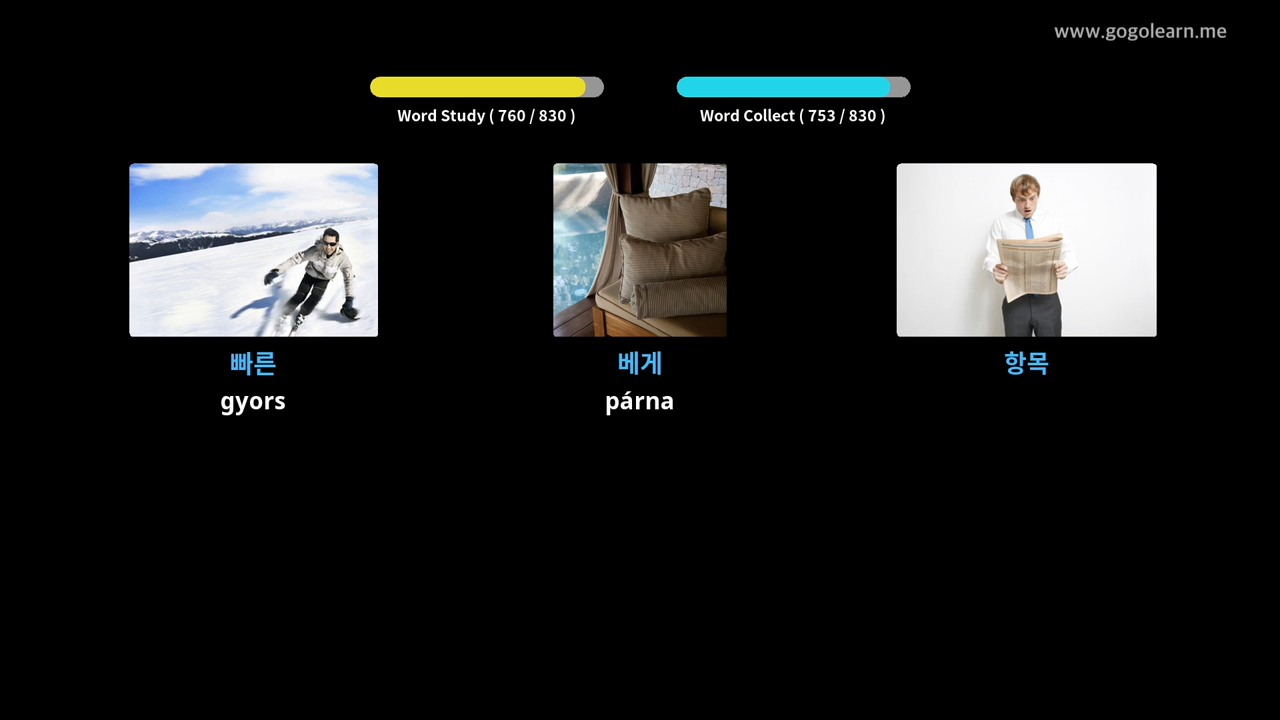 www.gogolearn.me
Word Study ( 760 / 830 )
Word Collect ( 753 / 830 )
빠른
gyors
베게
párna
항목